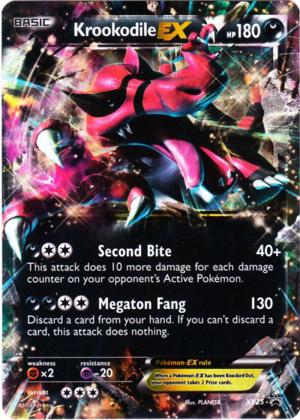 BASIC
Krookodile EX HP 180
Second Bite 40+
This attack does 10 more damage for each damage
counter on your opponent's Active Pokémon.
Megaton Fang 130
Discard a card from your hand. If you can't discard a
card, this attack does nothing.
weakness resistance
×2 -20
retreat
Pokémon-EX rule
When a Pokémon-EX has been Knocked Out,
your opponent takes 2 Prize cards.
illus. PLANETA
XY25